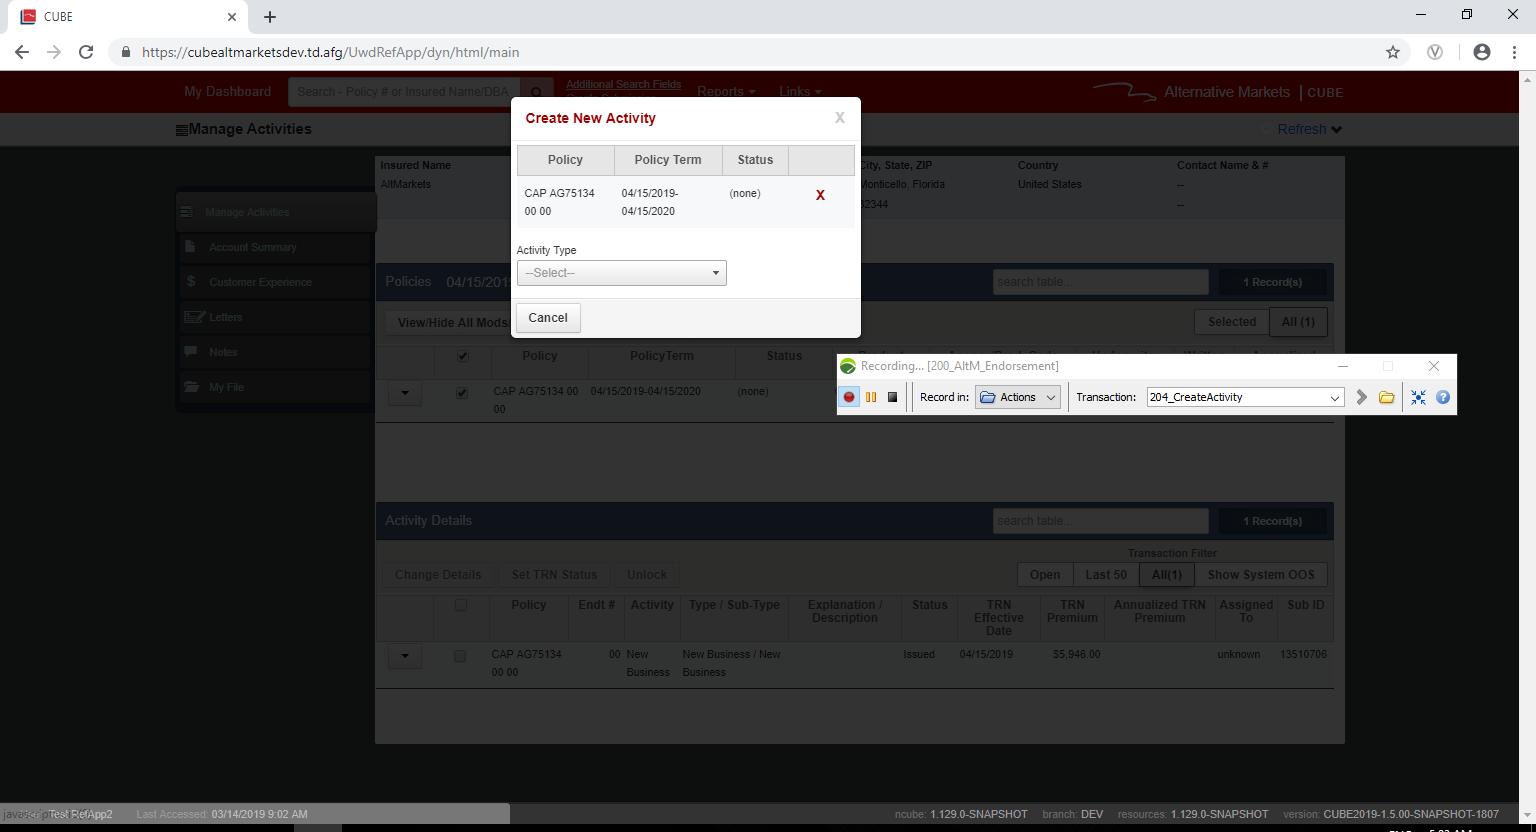 CUBE
https://cubealtmarketsdev.td.afg/UwdRefApp/dyn/html/main
My Dashboard
Search - Policy # or Insured Name/DBA
Additional Search Fields
Reports
Links
Alternative Markets | CUBE
Manage Activities
Refresh
Create New Activity
X
Policy Policy Term Status
CAP AG75134 04/15/2019- (none) X
00 00 04/15/2020
Activity Type
--Select--
Cancel
Insured Name City, State, ZIP Country Contact Name & #
AltMarkets Monticello, Florida United States --
32344 --
Manage Activities
Account Summary
Customer Experience
Letters
Notes
My File
Policies 04/15/201 search table... 1 Record(s)
View/Hide All Mods Selected All (1)
Policy PolicyTerm Status
CAP AG75134 00 04/15/2019-04/15/2020 (none)
00
Recording... [200_AltM_Endorsement]
Record in: Actions Transaction: 204_CreateActivity
Activity Details search table... 1 Record(s)
Transaction Filter
Change Details Set TRN Status Unlock Open Last 50 All(1) Show System OOS
Policy Endt # Activity Type / Sub-Type Explanation / Status TRN TRN Annualized TRN Assigned Sub ID
Description Effective Premium Premium To
Date
CAP AG75134 00 New New Business / New Issued 04/15/2019 $5,946.00 unknown 13510706
00 00 Business Business
Test RefApp2 Last Accessed: 03/14/2019 9:02 AM ncube: 1.129.0-SNAPSHOT branch: DEV resources: 1.129.0-SNAPSHOT version: CUBE2019-1.5.00-SNAPSHOT-1807